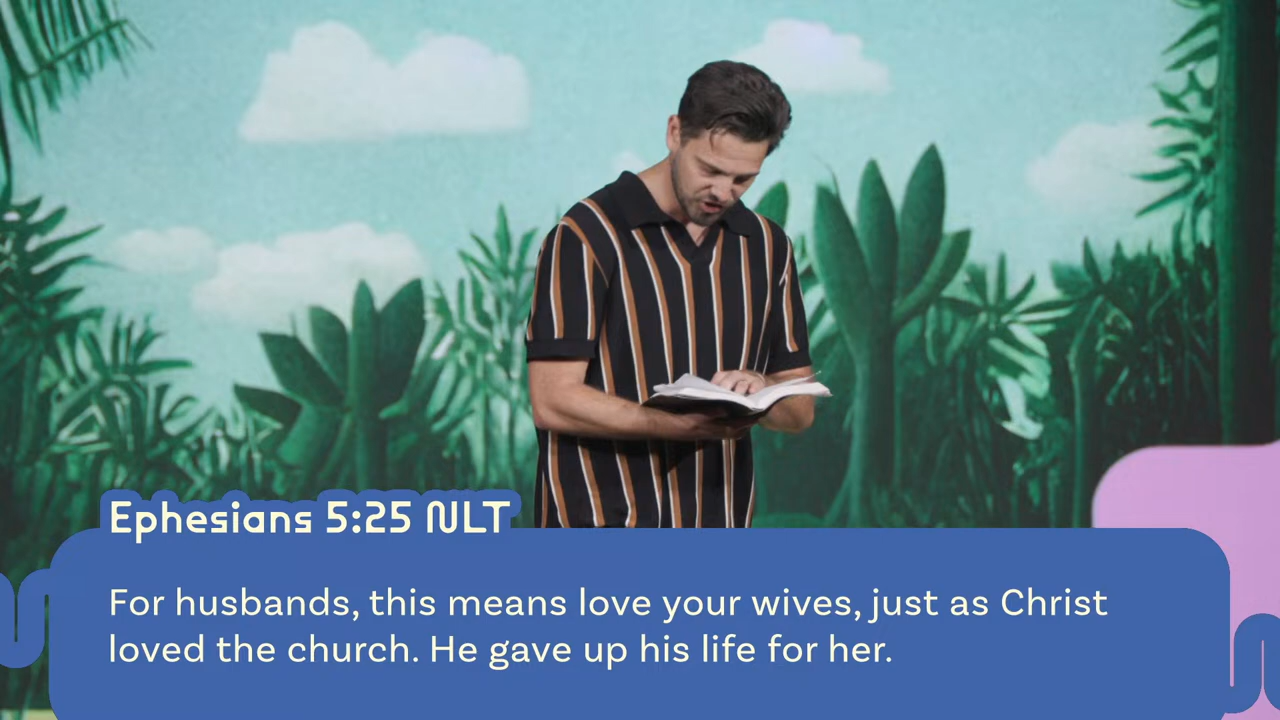 Ephesians 5:25 NLT
For husbands, this means love your wives, just as Christ
loved the church. He gave up his life for her.